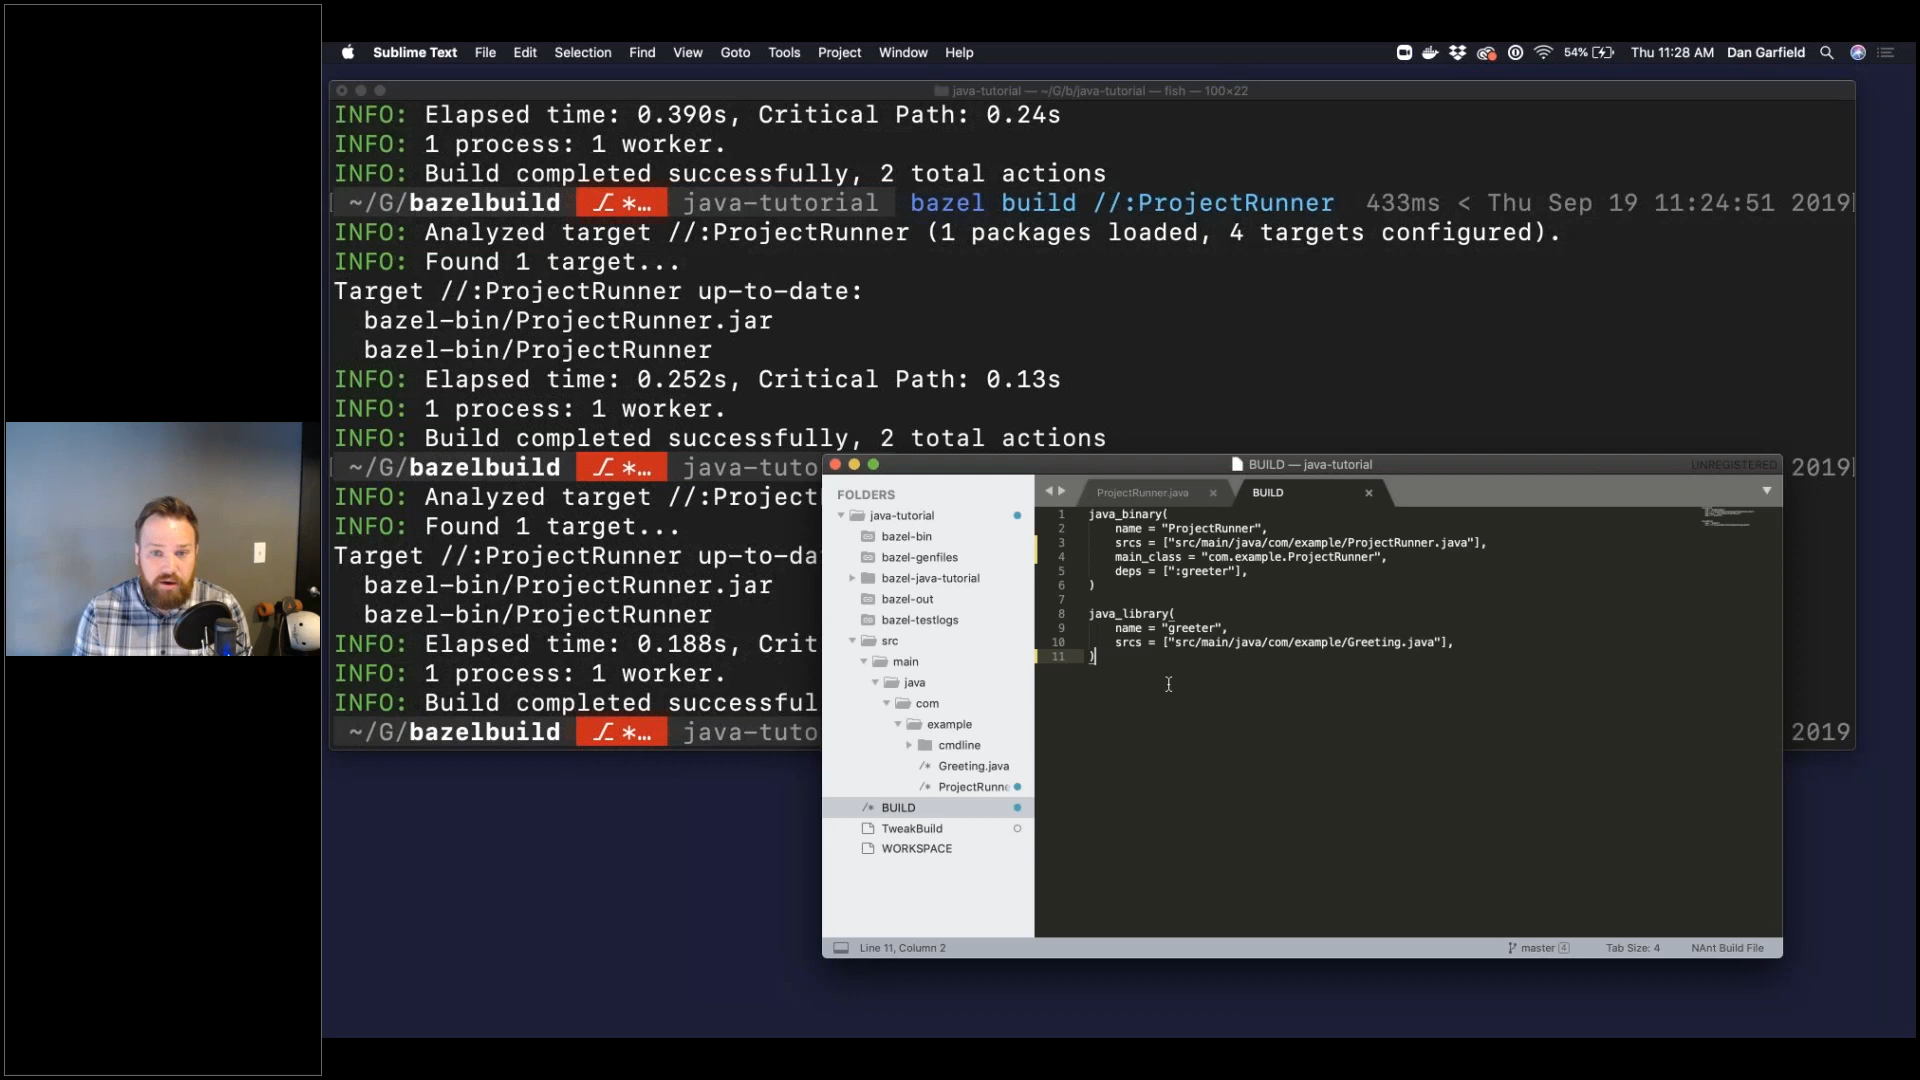 Sublime Text File Edit Selection Find View Goto Tools Project Window Help 54% Thu 11:28 AM Dan Garfield
java-tutorial — ~/G/b/java-tutorial — fish — 100×22
INFO: Elapsed time: 0.390s, Critical Path: 0.24s
INFO: 1 process: 1 worker.
INFO: Build completed successfully, 2 total actions
~/G/bazelbuild *… java-tutorial bazel build //:ProjectRunner 433ms < Thu Sep 19 11:24:51 2019
INFO: Analyzed target //:ProjectRunner (1 packages loaded, 4 targets configured).
INFO: Found 1 target...
Target //:ProjectRunner up-to-date:
bazel-bin/ProjectRunner.jar
bazel-bin/ProjectRunner
INFO: Elapsed time: 0.252s, Critical Path: 0.13s
INFO: 1 process: 1 worker.
INFO: Build completed successfully, 2 total actions
~/G/bazelbuild *… java-tuto 2019
INFO: Analyzed target //:Project
INFO: Found 1 target...
Target //:ProjectRunner up-to-da
bazel-bin/ProjectRunner.jar
bazel-bin/ProjectRunner
INFO: Elapsed time: 0.188s, Crit
INFO: 1 process: 1 worker.
INFO: Build completed successful
~/G/bazelbuild *… java-tuto 2019
BUILD — java-tutorial UNREGISTERED
FOLDERS
java-tutorial
bazel-bin
bazel-genfiles
bazel-java-tutorial
bazel-out
bazel-testlogs
src
main
java
com
example
cmdline
Greeting.java
ProjectRunne
BUILD
TweakBuild
WORKSPACE
ProjectRunner.java BUILD
1 java_binary(
2 name = "ProjectRunner",
3 srcs = ["src/main/java/com/example/ProjectRunner.java"],
4 main_class = "com.example.ProjectRunner",
5 deps = [":greeter"],
6 )
7
8 java_library(
9 name = "greeter",
10 srcs = ["src/main/java/com/example/Greeting.java"],
11 )
Line 11, Column 2 master 4 Tab Size: 4 NAnt Build File